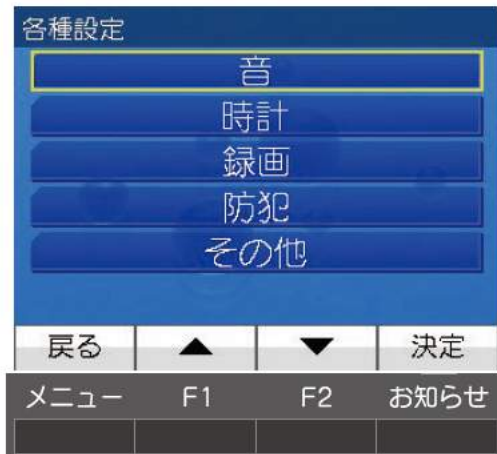 各種設定
音
時計
録画
防犯
その他
戻る ▲ ▼ 決定
メニュー F1 F2 お知らせ